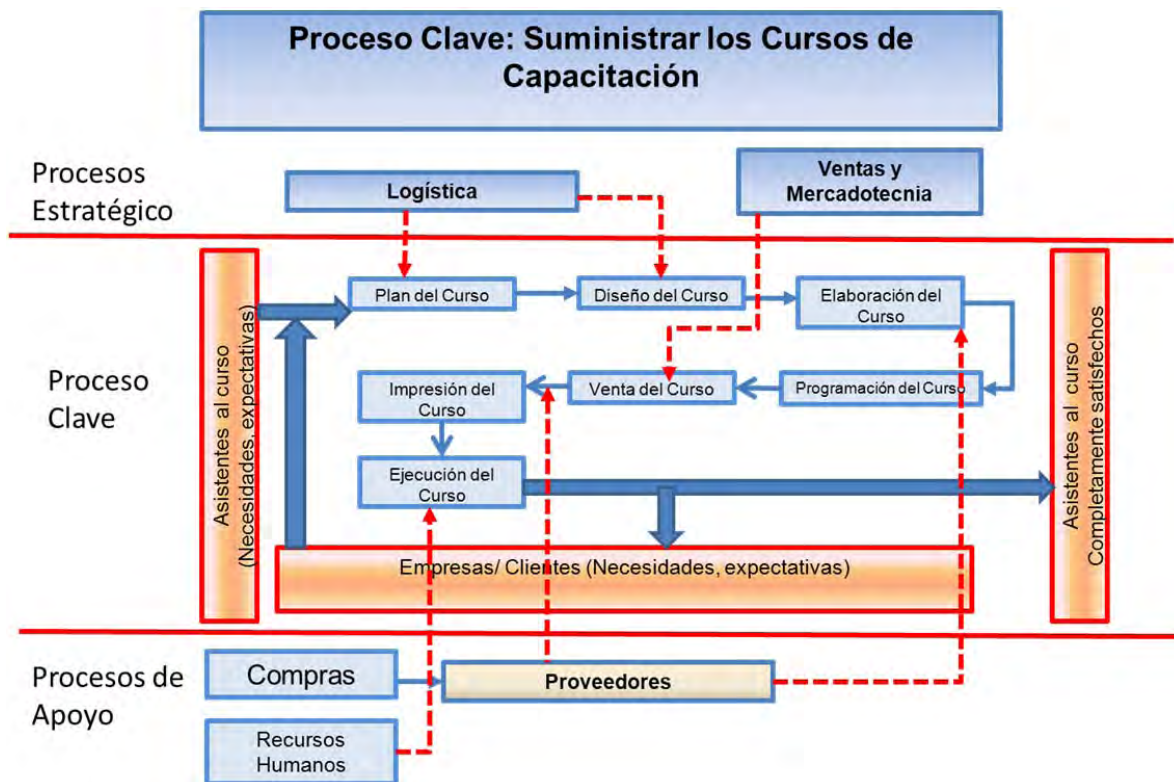 Proceso Clave: Suministrar los Cursos de
Capacitación
Procesos
Estratégico
Logística
Ventas y
Mercadotecnia
Asistentes al curso
(Necesidades, expectativas)
Plan del Curso
Diseño del Curso
Elaboración del
Curso
Proceso
Clave
Impresión del
Curso
Venta del Curso
Programación del Curso
Ejecución del
Curso
Asistentes al curso
Completamente satisfechos
Empresas/ Clientes (Necesidades, expectativas)
Procesos de
Apoyo
Compras
Proveedores
Recursos
Humanos